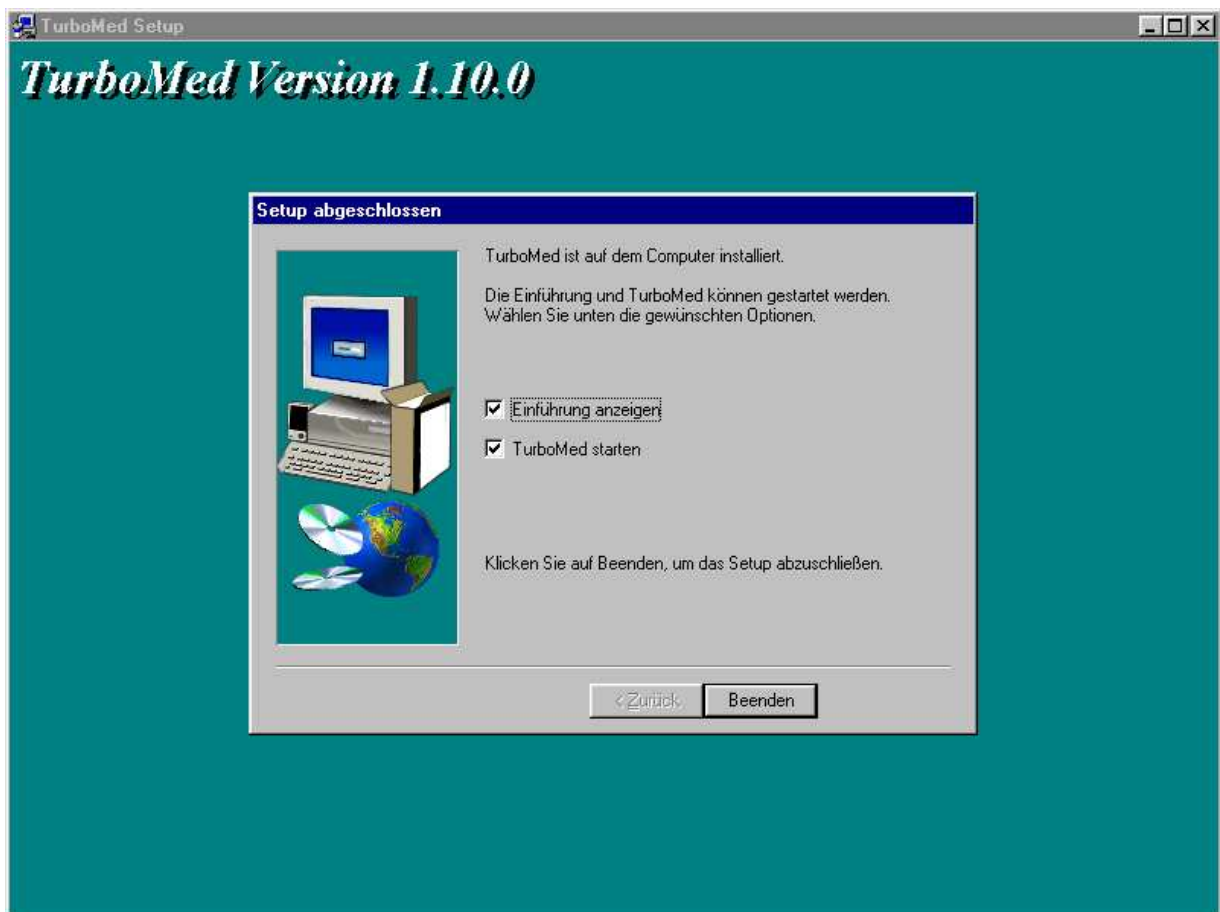 TurboMed Setup
TurboMed Version 1.10.0
Setup abgeschlossen
TurboMed ist auf dem Computer installiert.
Die Einführung und TurboMed können gestartet werden.
Wählen Sie unten die gewünschten Optionen.
Einführung anzeigen
TurboMed starten
Klicken Sie auf Beenden, um das Setup abzuschließen.
< Zurück
Beenden